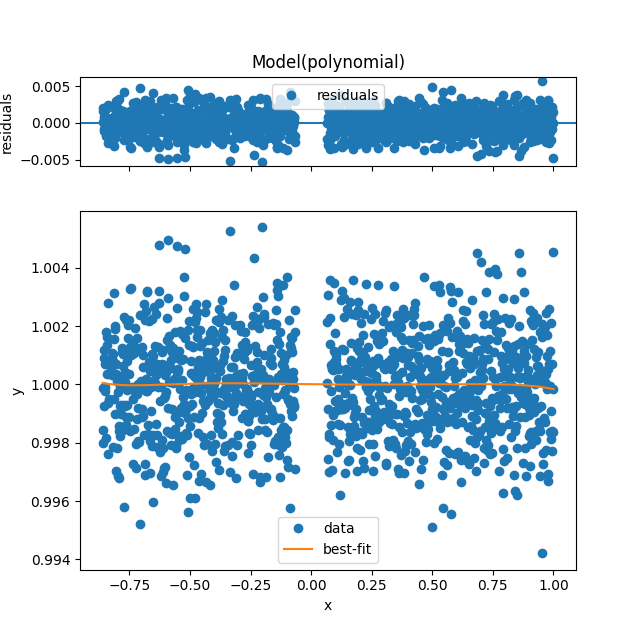 Model(polynomial)
residuals
0.005
0.000
−0.005
residuals
y
1.004
1.002
1.000
0.998
0.996
0.994
data
best-fit
−0.75
−0.50
−0.25
0.00
0.25
0.50
0.75
1.00
x